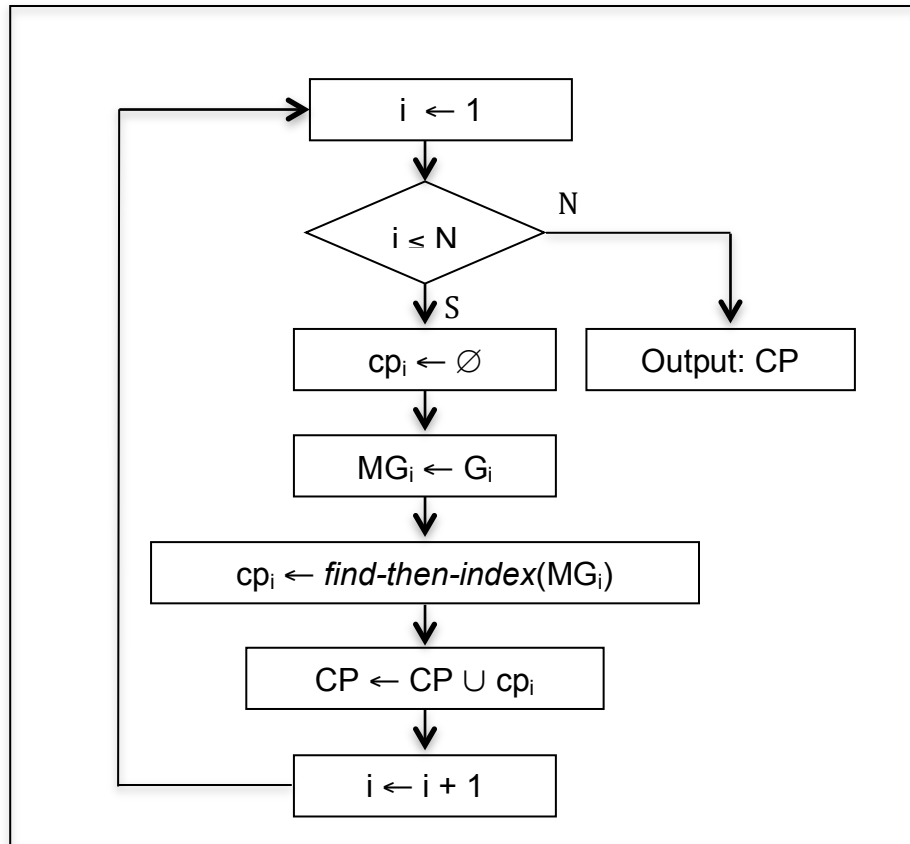 i ← 1
i ≤ N
N
S
cpᵢ ← ∅
Output: CP
MGᵢ ← Gᵢ
cpᵢ ← find-then-index(MGᵢ)
CP ← CP ∪ cpᵢ
i ← i + 1